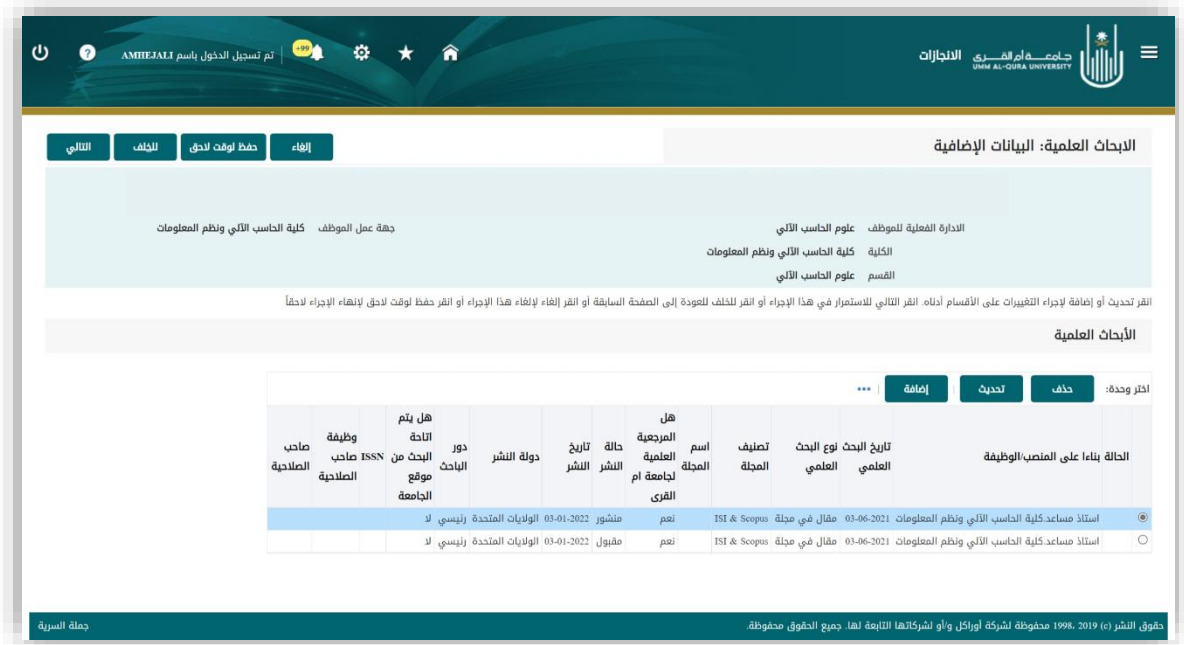 جامعـــة أم القـــرى
UMM AL-QURA UNIVERSITY
الانجازات
99+
تم تسجيل الدخول باسم AMHEJALI
?
الابحاث العلمية: البيانات الإضافية
إلغاء
حفظ لوقت لاحق
للخلف
التالي
الادارة الفعلية للموظف علوم الحاسب الآلي
جهة عمل الموظف كلية الحاسب الآلي ونظم المعلومات
الكلية كلية الحاسب الآلي ونظم المعلومات
القسم علوم الحاسب الآلي
انقر تحديث أو إضافة لإجراء التغييرات على الأقسام أدناه. انقر التالي للاستمرار في هذا الإجراء أو انقر للخلف للعودة إلى الصفحة السابقة أو انقر إلغاء لإلغاء هذا الإجراء أو انقر حفظ لوقت لاحق لإنهاء الإجراء لاحقاً
الأبحاث العلمية
اختر وحدة: حذف تحديث | إضافة | •••
الحالة بناءا على المنصب/الوظيفة
تاريخ البحث العلمي
نوع البحث العلمي
تصنيف المجلة
اسم المجلة
هل المرجعية العلمية لجامعة ام القرى
حالة النشر
تاريخ النشر
دولة النشر
دور الباحث
هل يتم اتاحة البحث من موقع الجامعة
ISSN
وظيفة صاحب الصلاحية
صاحب الصلاحية
استاذ مساعد.كلية الحاسب الآلي ونظم المعلومات 03-06-2021 مقال في مجلة ISI & Scopus نعم منشور 03-01-2022 الولايات المتحدة رئيسي لا
استاذ مساعد.كلية الحاسب الآلي ونظم المعلومات 03-06-2021 مقال في مجلة ISI & Scopus نعم مقبول 03-01-2022 الولايات المتحدة رئيسي لا
حقوق النشر (c) 1998، 2019 محفوظة لشركة أوراكل و/أو لشركاتها التابعة لها. جميع الحقوق محفوظة.
جملة السرية